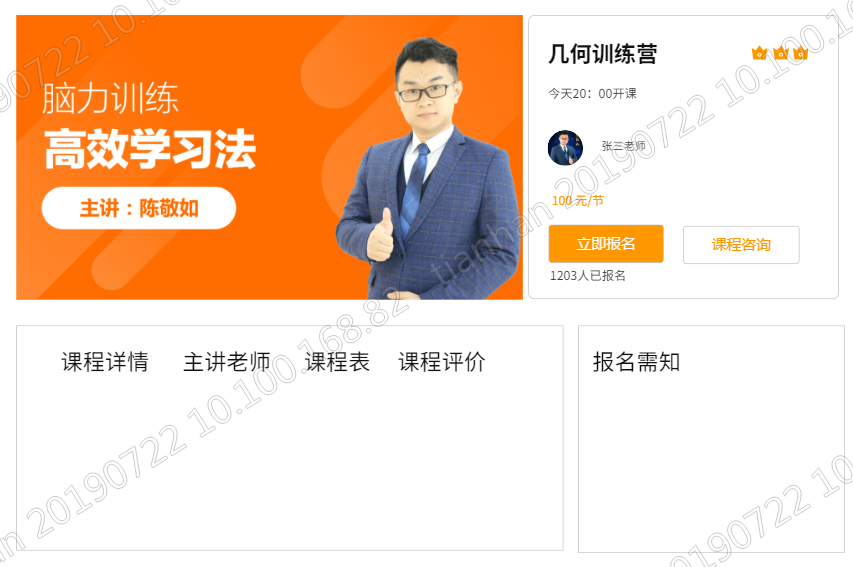 脑力训练
高效学习法
主讲：陈敬如
几何训练营
今天20：00开课
张三老师
100 元/节
立即报名
课程咨询
1203人已报名
课程详情 主讲老师 课程表 课程评价
报名需知
tianhan 20190722 10.100.168.82